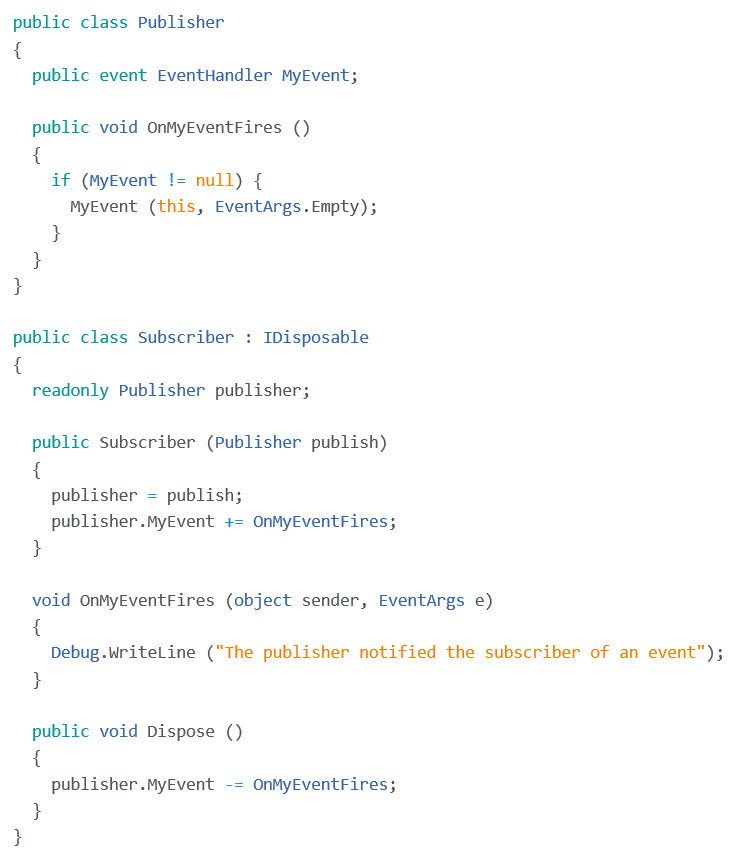 public class Publisher
{
  public event EventHandler MyEvent;

  public void OnMyEventFires ()
  {
    if (MyEvent != null) {
      MyEvent (this, EventArgs.Empty);
    }
  }
}

public class Subscriber : IDisposable
{
  readonly Publisher publisher;

  public Subscriber (Publisher publish)
  {
    publisher = publish;
    publisher.MyEvent += OnMyEventFires;
  }

  void OnMyEventFires (object sender, EventArgs e)
  {
    Debug.WriteLine ("The publisher notified the subscriber of an event");
  }

  public void Dispose ()
  {
    publisher.MyEvent -= OnMyEventFires;
  }
}